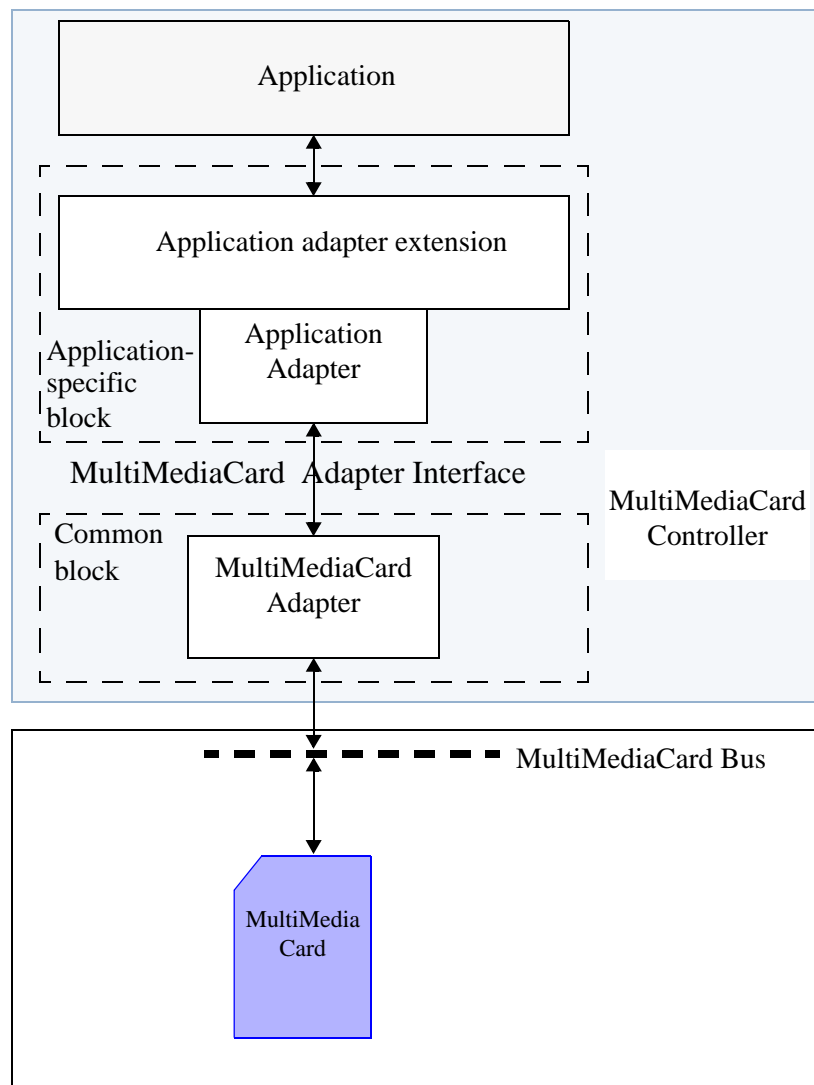 Application
Application adapter extension
Application
Adapter
Application-
specific
block
MultiMediaCard Adapter Interface
MultiMediaCard
Controller
Common
block
MultiMediaCard
Adapter
MultiMediaCard Bus
MultiMedia
Card